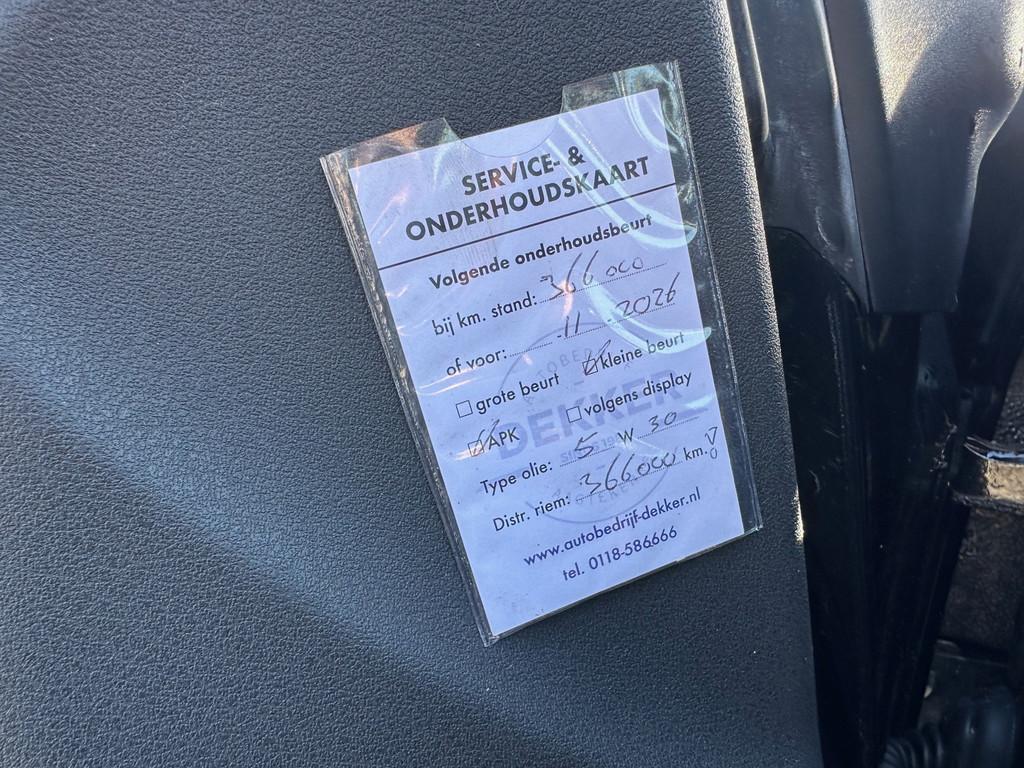 SERVICE- &
ONDERHOUDSKAART
Volgende onderhoudsbeurt
bij km. stand: 366 000
of voor: -11-2026
☐ grote beurt ☑ kleine beurt
☑ APK ☐ volgens display
DEKKER
Type olie: 5 W 30
Distr. riem: 366000 km. !
www.autobedrijf-dekker.nl
tel. 0118-586666